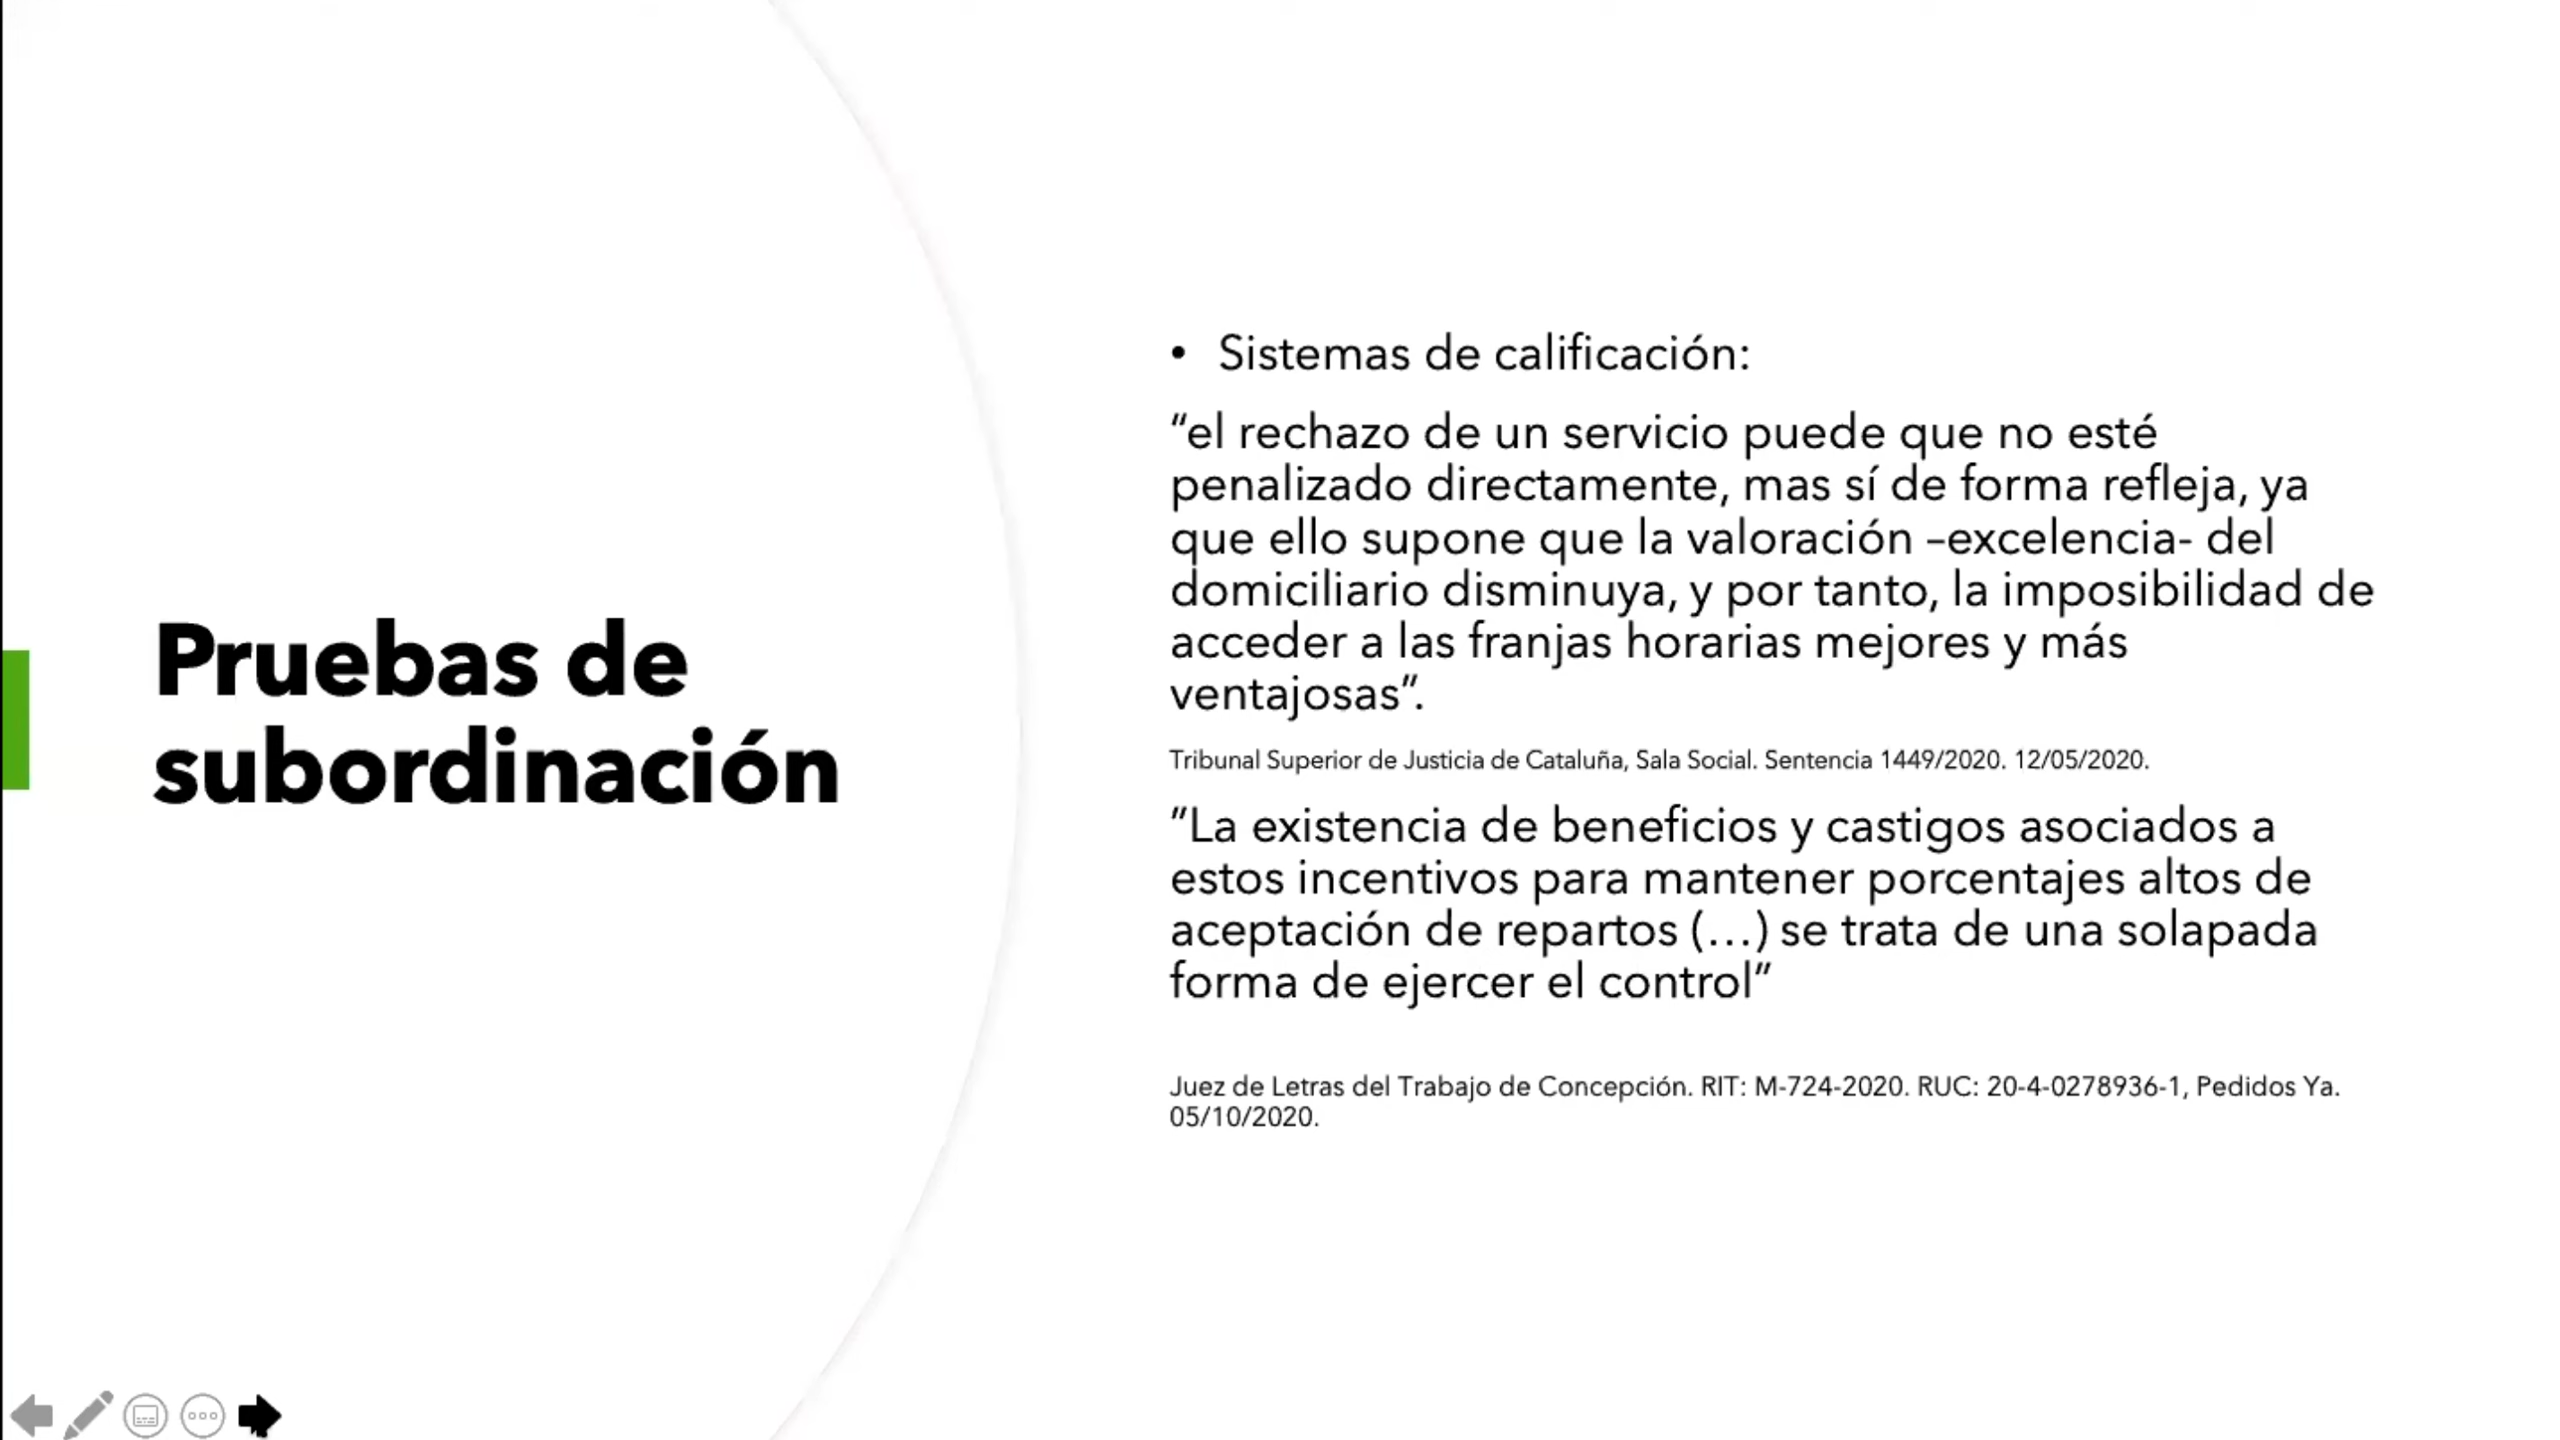 Pruebas de
subordinación
• Sistemas de calificación:
“el rechazo de un servicio puede que no esté
penalizado directamente, mas sí de forma refleja, ya
que ello supone que la valoración –excelencia- del
domiciliario disminuya, y por tanto, la imposibilidad de
acceder a las franjas horarias mejores y más
ventajosas”.
Tribunal Superior de Justicia de Cataluña, Sala Social. Sentencia 1449/2020. 12/05/2020.
”La existencia de beneficios y castigos asociados a
estos incentivos para mantener porcentajes altos de
aceptación de repartos (…) se trata de una solapada
forma de ejercer el control”
Juez de Letras del Trabajo de Concepción. RIT: M-724-2020. RUC: 20-4-0278936-1, Pedidos Ya.
05/10/2020.